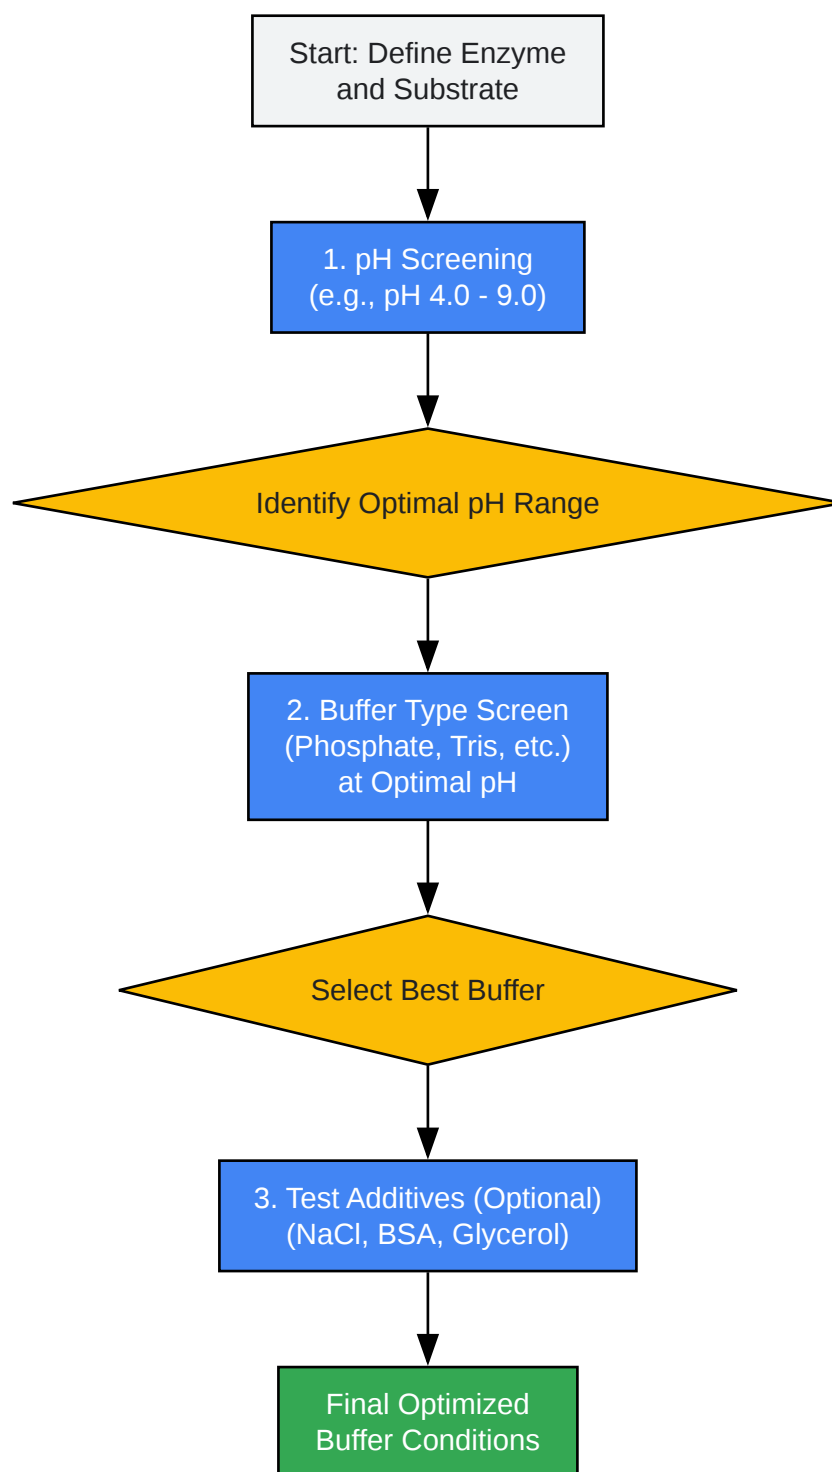 Start: Define Enzyme
and Substrate
1. pH Screening
(e.g., pH 4.0 - 9.0)
Identify Optimal pH Range
2. Buffer Type Screen
(Phosphate, Tris, etc.)
at Optimal pH
Select Best Buffer
3. Test Additives (Optional)
(NaCl, BSA, Glycerol)
Final Optimized
Buffer Conditions